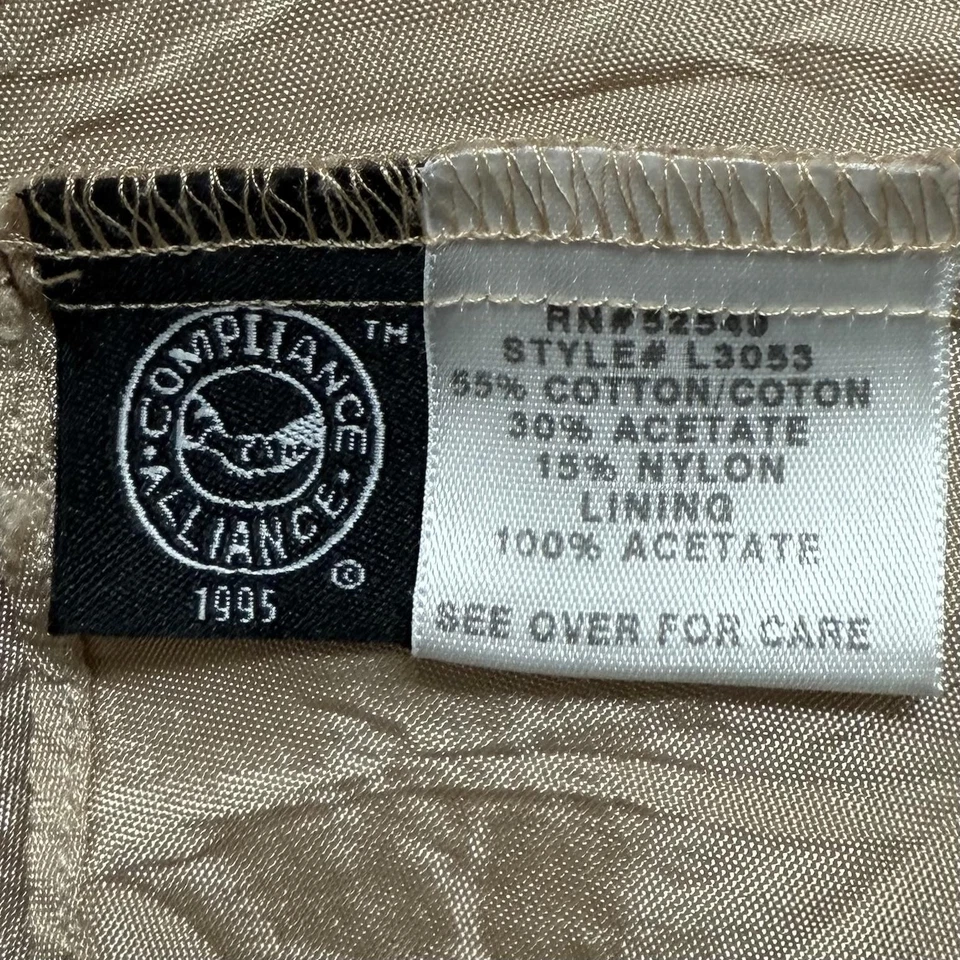 COMPLIANCE
• ALLIANCE •
TM
©
1995
RN#52540
STYLE# L3053
55% COTTON/COTON
30% ACETATE
15% NYLON
LINING
100% ACETATE
SEE OVER FOR CARE